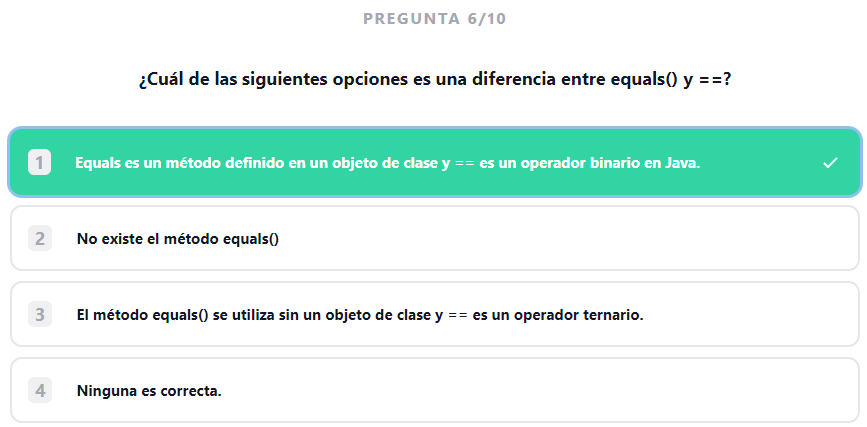 PREGUNTA 6/10
¿Cuál de las siguientes opciones es una diferencia entre equals() y ==?
1 Equals es un método definido en un objeto de clase y == es un operador binario en Java.
2 No existe el método equals()
3 El método equals() se utiliza sin un objeto de clase y == es un operador ternario.
4 Ninguna es correcta.